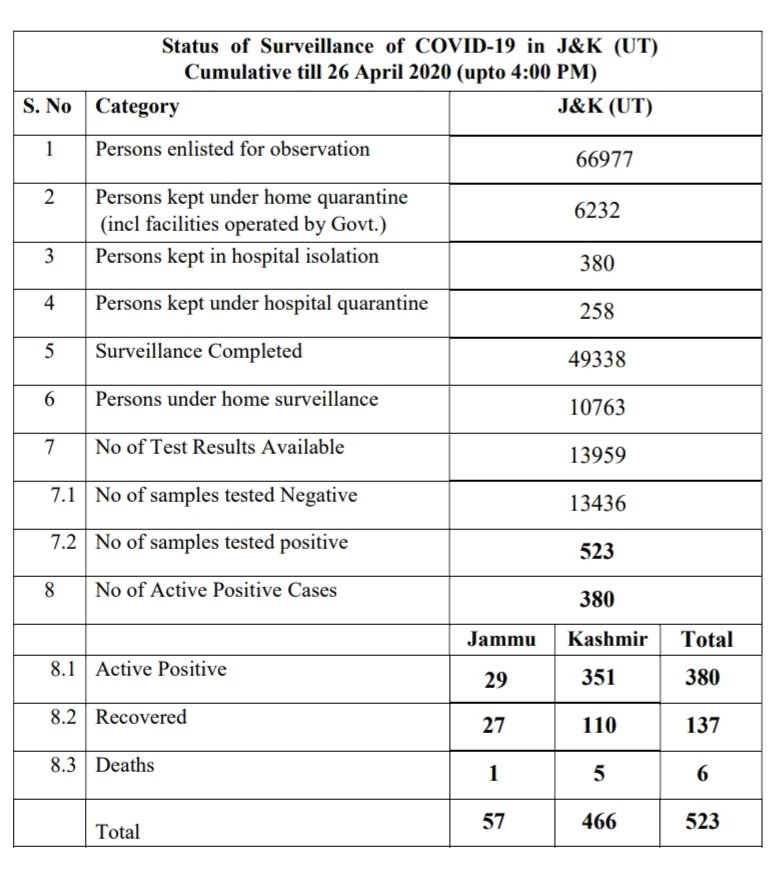 Status of Surveillance of COVID-19 in J&K (UT)
Cumulative till 26 April 2020 (upto 4:00 PM)
S. No Category J&K (UT)
1 Persons enlisted for observation 66977
2 Persons kept under home quarantine 6232
(incl facilities operated by Govt.)
3 Persons kept in hospital isolation 380
4 Persons kept under hospital quarantine 258
5 Surveillance Completed 49338
6 Persons under home surveillance 10763
7 No of Test Results Available 13959
7.1 No of samples tested Negative 13436
7.2 No of samples tested positive 523
8 No of Active Positive Cases 380
Jammu Kashmir Total
8.1 Active Positive 29 351 380
8.2 Recovered 27 110 137
8.3 Deaths 1 5 6
Total 57 466 523